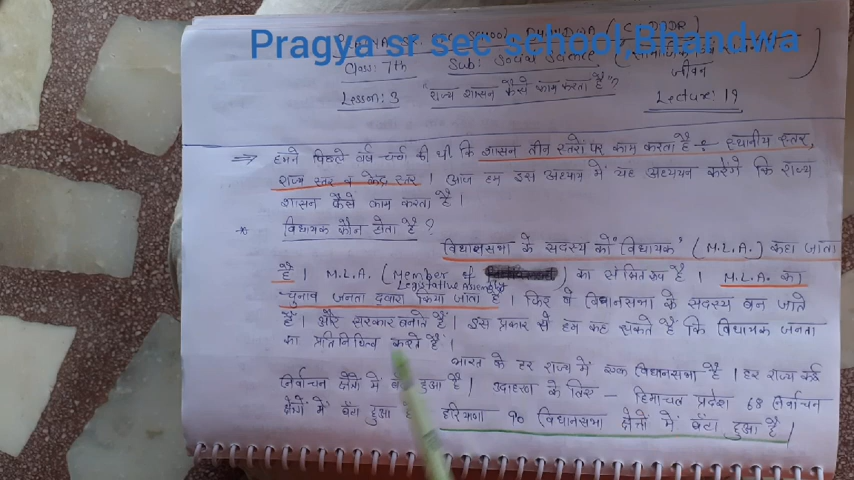 Pragya sr sec school,Bhandwa
Class: 7th Sub: Social Science (सामाजिक
जीवन
Lesson: 3 "राज्य शासन कैसे काम करता है"? Lecture: 19
⇒ हमने पिछले वर्ष चर्चा की थी कि शासन तीन स्तरों पर काम करता है :- स्थानीय स्तर,
राज्य स्तर व केंद्र स्तर। आज हम इस अध्याय में यह अध्ययन करेंगे कि राज्य
शासन कैसे काम करता है।
* विधायक कौन होता है?
विधानसभा के सदस्य को "विधायक" (M.L.A.) कहा जाता
है। M.L.A. (Member of ) का संक्षिप्त रूप है। M.L.A. का
Legislative Assembly
चुनाव जनता द्वारा किया जाता है। फिर वे विधानसभा के सदस्य बन जाते
हैं। और सरकार बनाते हैं। इस प्रकार से हम कह सकते हैं कि विधायक जनता
का प्रतिनिधित्व करते हैं।
भारत के हर राज्य में एक विधानसभा है। हर राज्य कई
निर्वाचन क्षेत्रों में बंटा हुआ है। उदाहरण के लिए - हिमाचल प्रदेश 68 निर्वाचन
क्षेत्रों में बँटा हुआ है हरियाणा 90 विधानसभा क्षेत्रों में बँटा हुआ है।